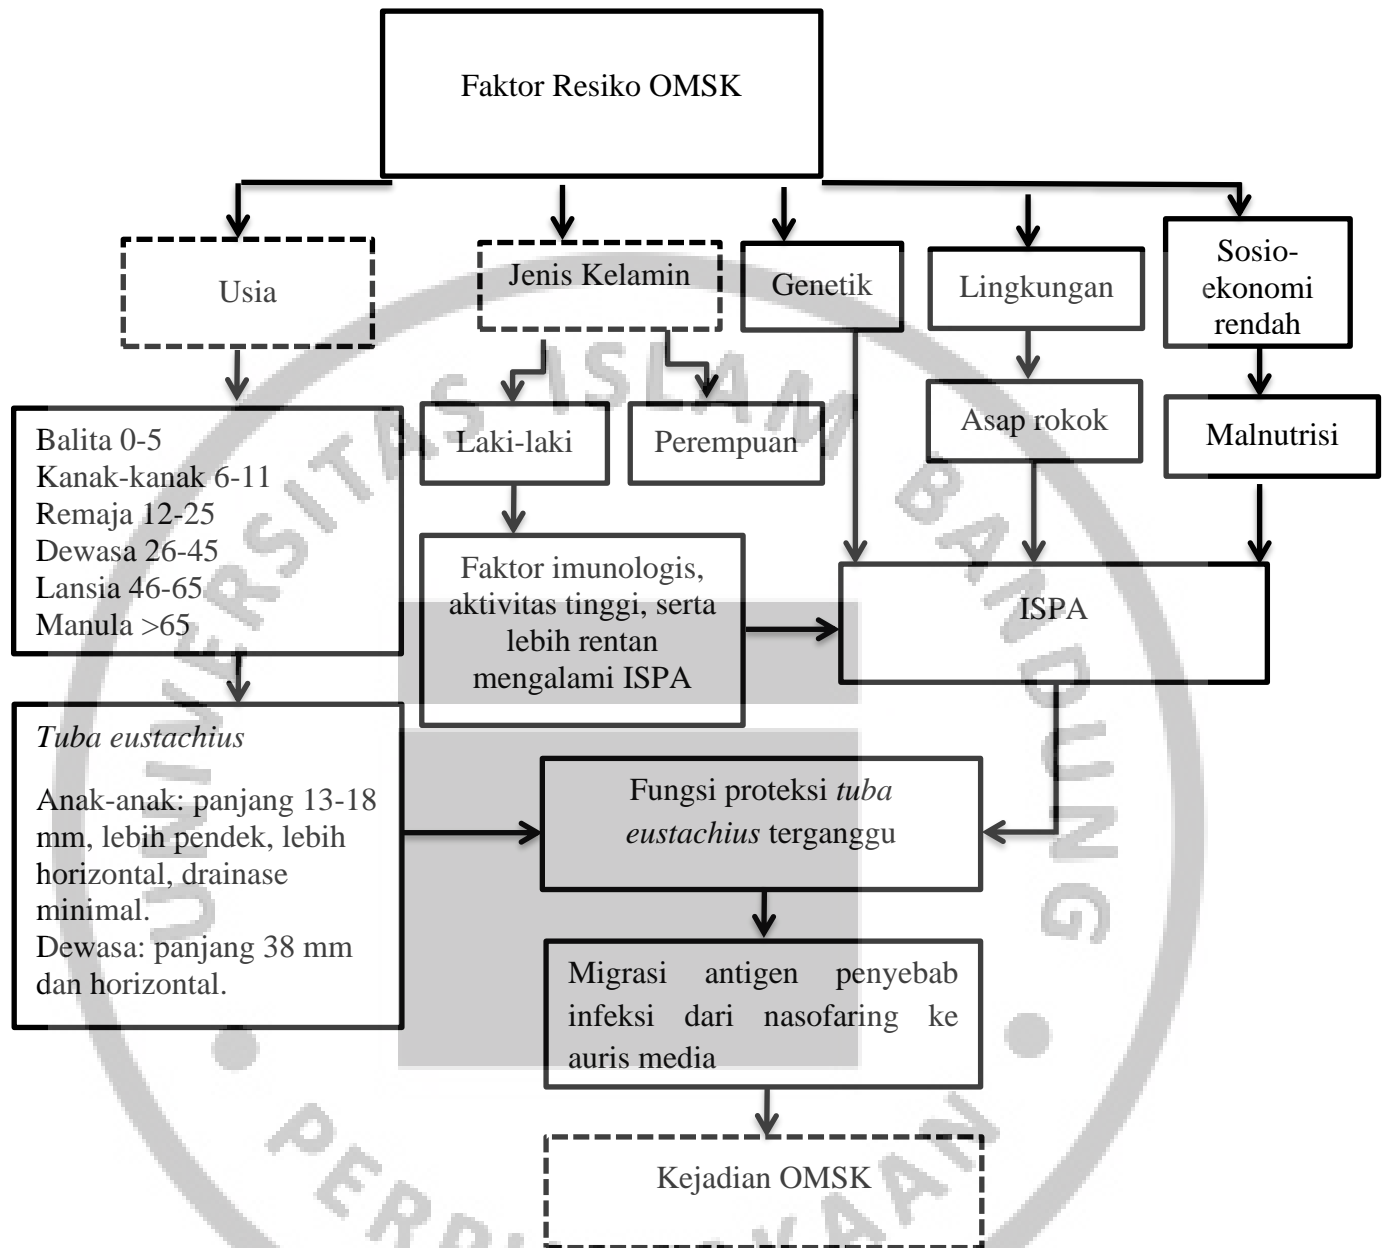 Faktor Resiko OMSK
Usia
Jenis Kelamin
Genetik
Lingkungan
Sosio-
ekonomi
rendah
Balita 0-5
Kanak-kanak 6-11
Remaja 12-25
Dewasa 26-45
Lansia 46-65
Manula >65
Laki-laki
Perempuan
Asap rokok
Malnutrisi
Faktor imunologis,
aktivitas tinggi, serta
lebih rentan
mengalami ISPA
ISPA
Tuba eustachius
Anak-anak: panjang 13-18
mm, lebih pendek, lebih
horizontal, drainase
minimal.
Dewasa: panjang 38 mm
dan horizontal.
Fungsi proteksi tuba
eustachius terganggu
Migrasi antigen penyebab
infeksi dari nasofaring ke
auris media
Kejadian OMSK
UNIVERSITAS ISLAM BANDUNG